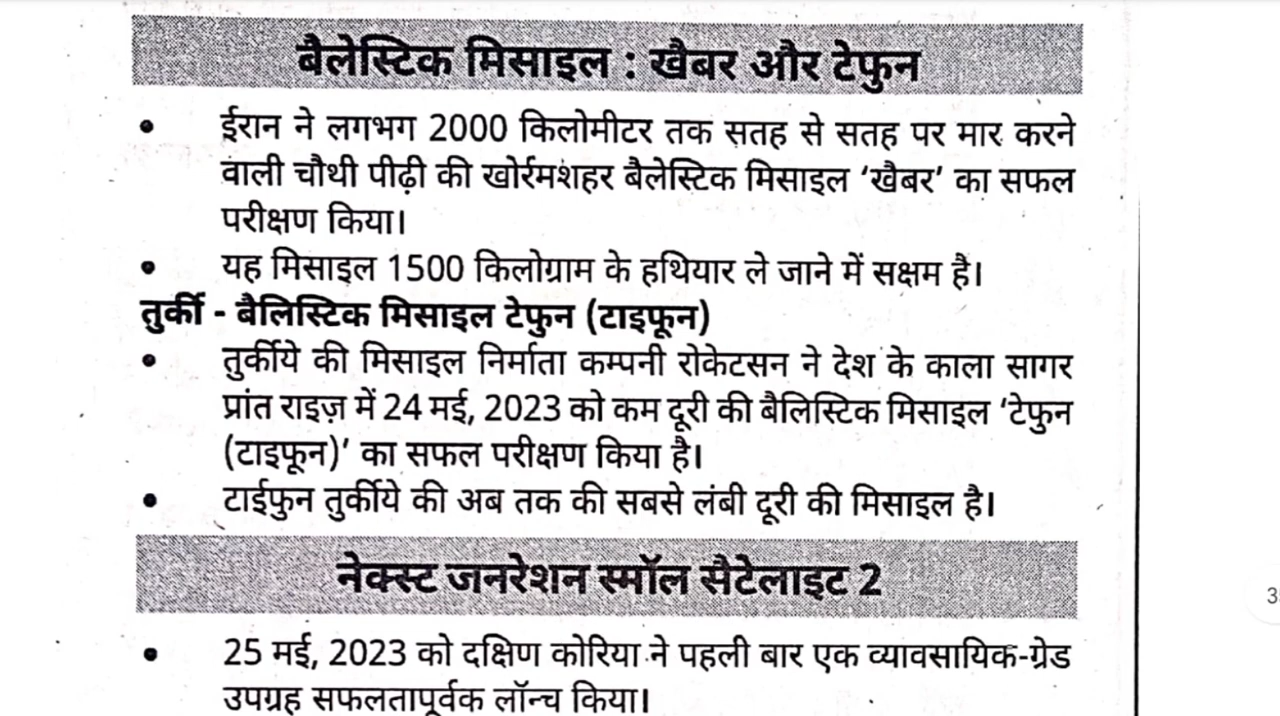 बैलेस्टिक मिसाइल : खैबर और टेफुन
• ईरान ने लगभग 2000 किलोमीटर तक सतह से सतह पर मार करने
वाली चौथी पीढ़ी की खोर्रमशहर बैलेस्टिक मिसाइल ‘खैबर’ का सफल
परीक्षण किया।
• यह मिसाइल 1500 किलोग्राम के हथियार ले जाने में सक्षम है।
तुर्की - बैलिस्टिक मिसाइल टेफुन (टाइफून)
• तुर्कीये की मिसाइल निर्माता कम्पनी रोकेटसन ने देश के काला सागर
प्रांत राइज़ में 24 मई, 2023 को कम दूरी की बैलिस्टिक मिसाइल ‘टेफुन
(टाइफून)’ का सफल परीक्षण किया है।
• टाईफुन तुर्कीये की अब तक की सबसे लंबी दूरी की मिसाइल है।
नेक्स्ट जनरेशन स्मॉल सैटेलाइट 2
• 25 मई, 2023 को दक्षिण कोरिया ने पहली बार एक व्यावसायिक-ग्रेड
उपग्रह सफलतापूर्वक लॉन्च किया।